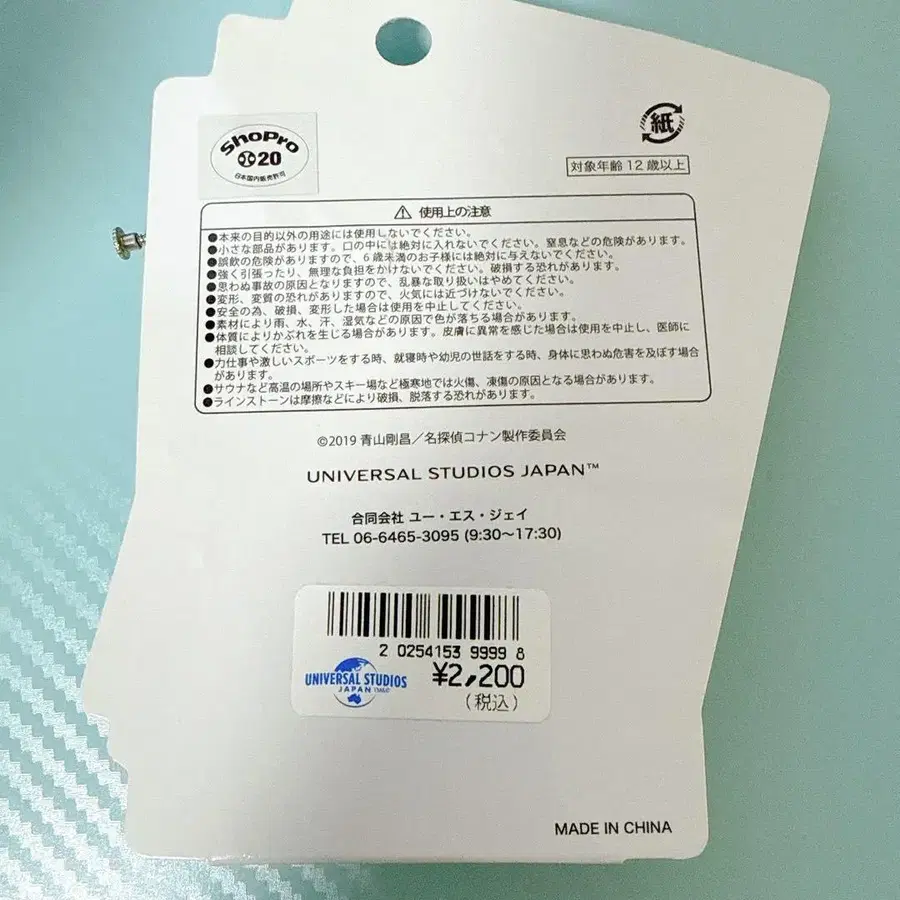 ShoPro
20
日本国内販売許可
紙
対象年齢 12 歳以上
使用上の注意
●本来の目的以外の用途には使用しないでください。
●小さな部品があります。口の中には絶対に入れないでください。窒息などの危険があります。
●誤飲の危険がありますので、6 歳未満のお子様には絶対に与えないでください。
●強く引張ったり、無理な負担をかけないでください。破損する恐れがあります。
●思わぬ事故の原因となりますので、乱暴な取り扱いはやめてください。
●変形、変質の恐れがありますので、火気には近づけないでください。
●安全の為、破損、変形した場合は使用を中止してください。
●素材により雨、水、汗、湿気などの原因で色が落ちる場合があります。
●体質によりかぶれを生じる場合があります。皮膚に異常を感じた場合は使用を中止し、医師に
相談してください。
●力仕事や激しいスポーツをする時、就寝時や幼児の世話をする時、身体に思わぬ危害を及ぼす場合
があります。
●サウナなど高温の場所やスキー場など極寒地では火傷、凍傷の原因となる場合があります。
●ラインストーンは摩擦などにより破損、脱落する恐れがあります。
©2019 青山剛昌／名探偵コナン製作委員会
UNIVERSAL STUDIOS JAPAN™
合同会社 ユー・エス・ジェイ
TEL 06-6465-3095 (9:30～17:30)
2 0254153 9999 8
UNIVERSAL STUDIOS
JAPAN
¥2,200
(税込)
MADE IN CHINA